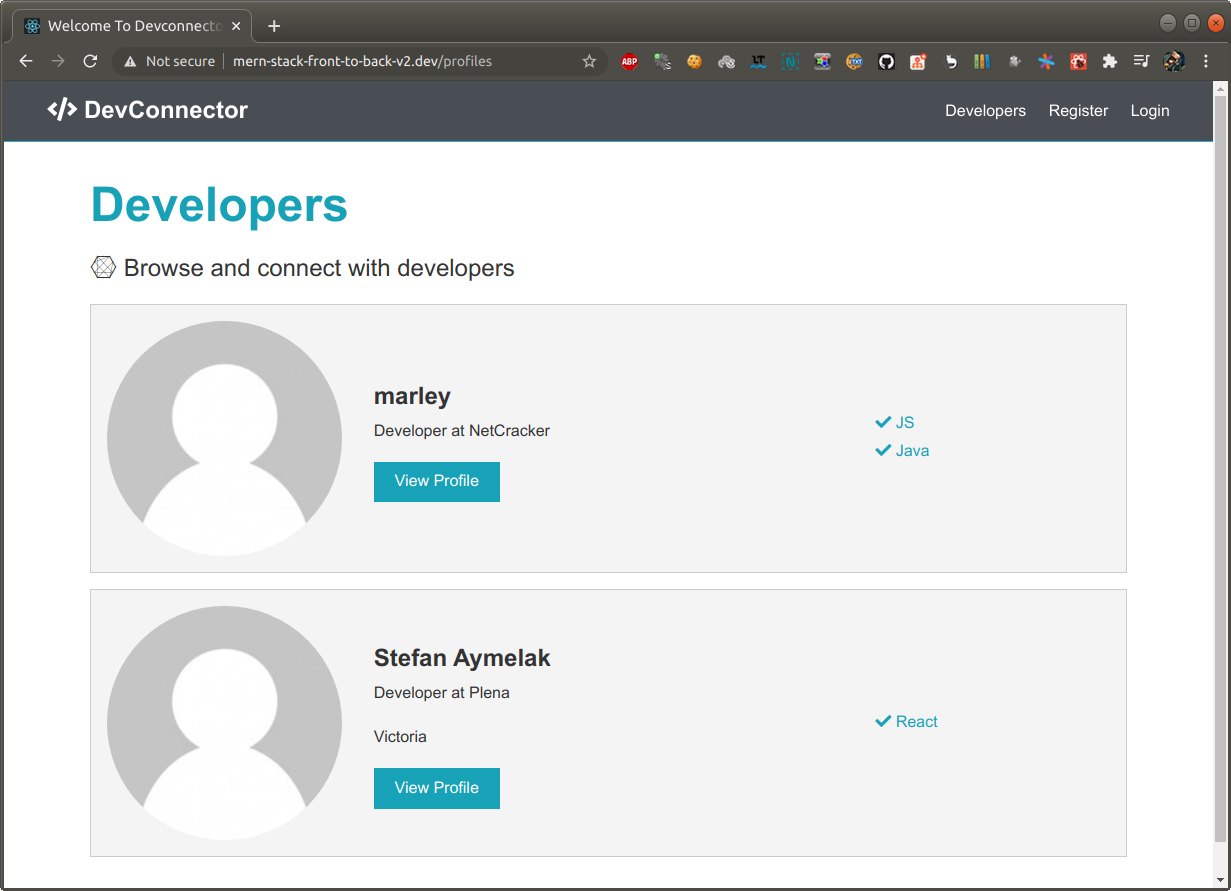 Welcome To Devconnecto
Not secure mern-stack-front-to-back-v2.dev/profiles
ABP
LT
TXT
</> DevConnector
Developers Register Login
Developers
Browse and connect with developers
marley
Developer at NetCracker
View Profile
JS
Java
Stefan Aymelak
Developer at Plena
Victoria
View Profile
React